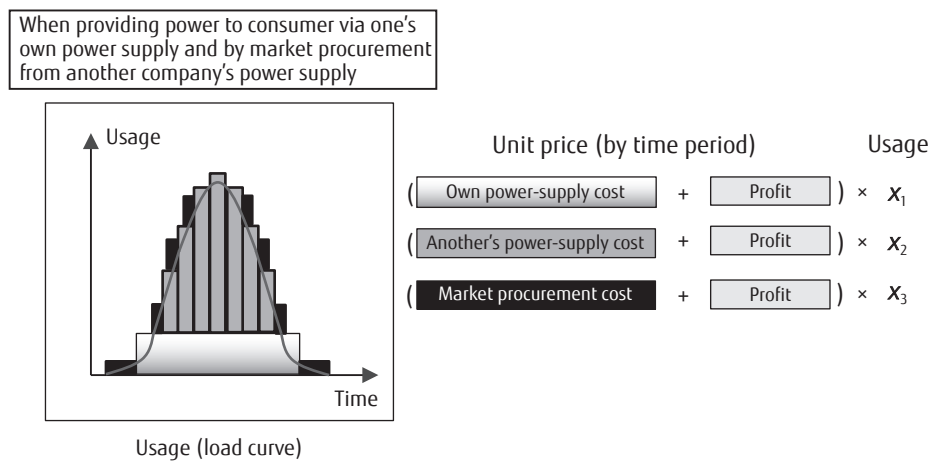 When providing power to consumer via one's
own power supply and by market procurement
from another company's power supply
Usage
Time
Usage (load curve)
Unit price (by time period) Usage
( Own power-supply cost + Profit ) × x₁
( Another's power-supply cost + Profit ) × x₂
( Market procurement cost + Profit ) × x₃